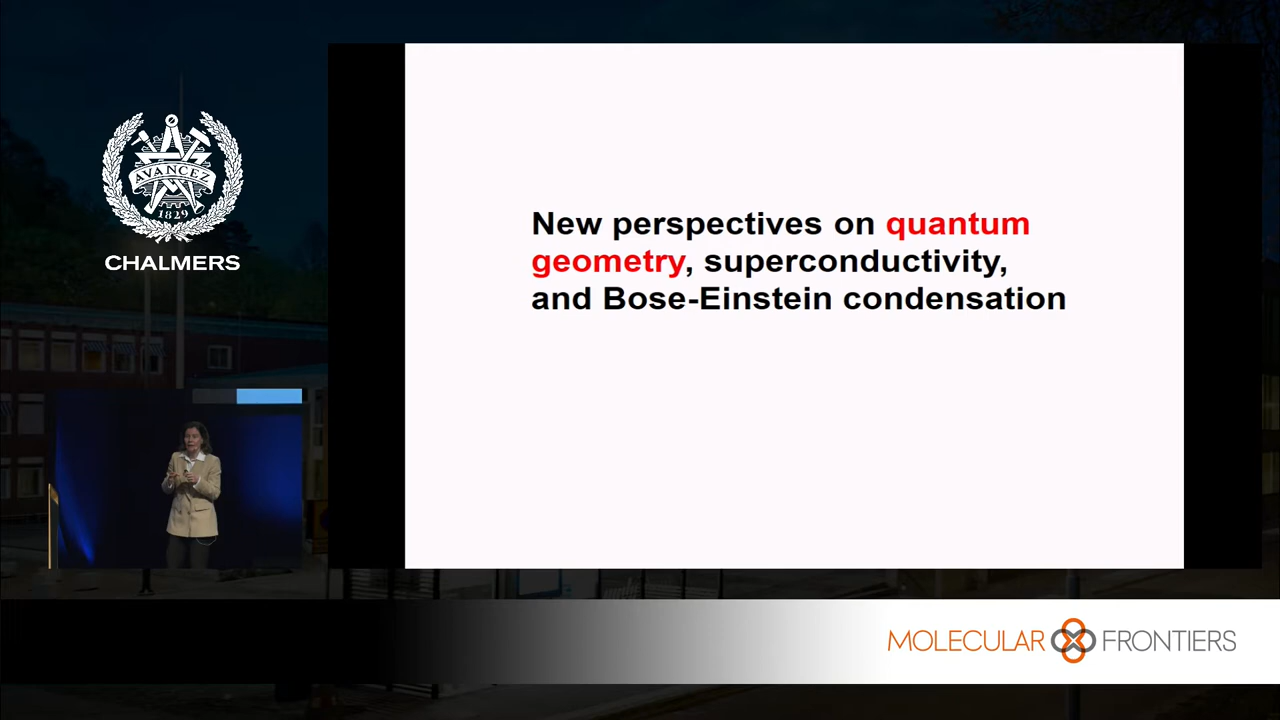 AVANCEZ
1829
CHALMERS
New perspectives on quantum
geometry, superconductivity,
and Bose-Einstein condensation
MOLECULAR FRONTIERS